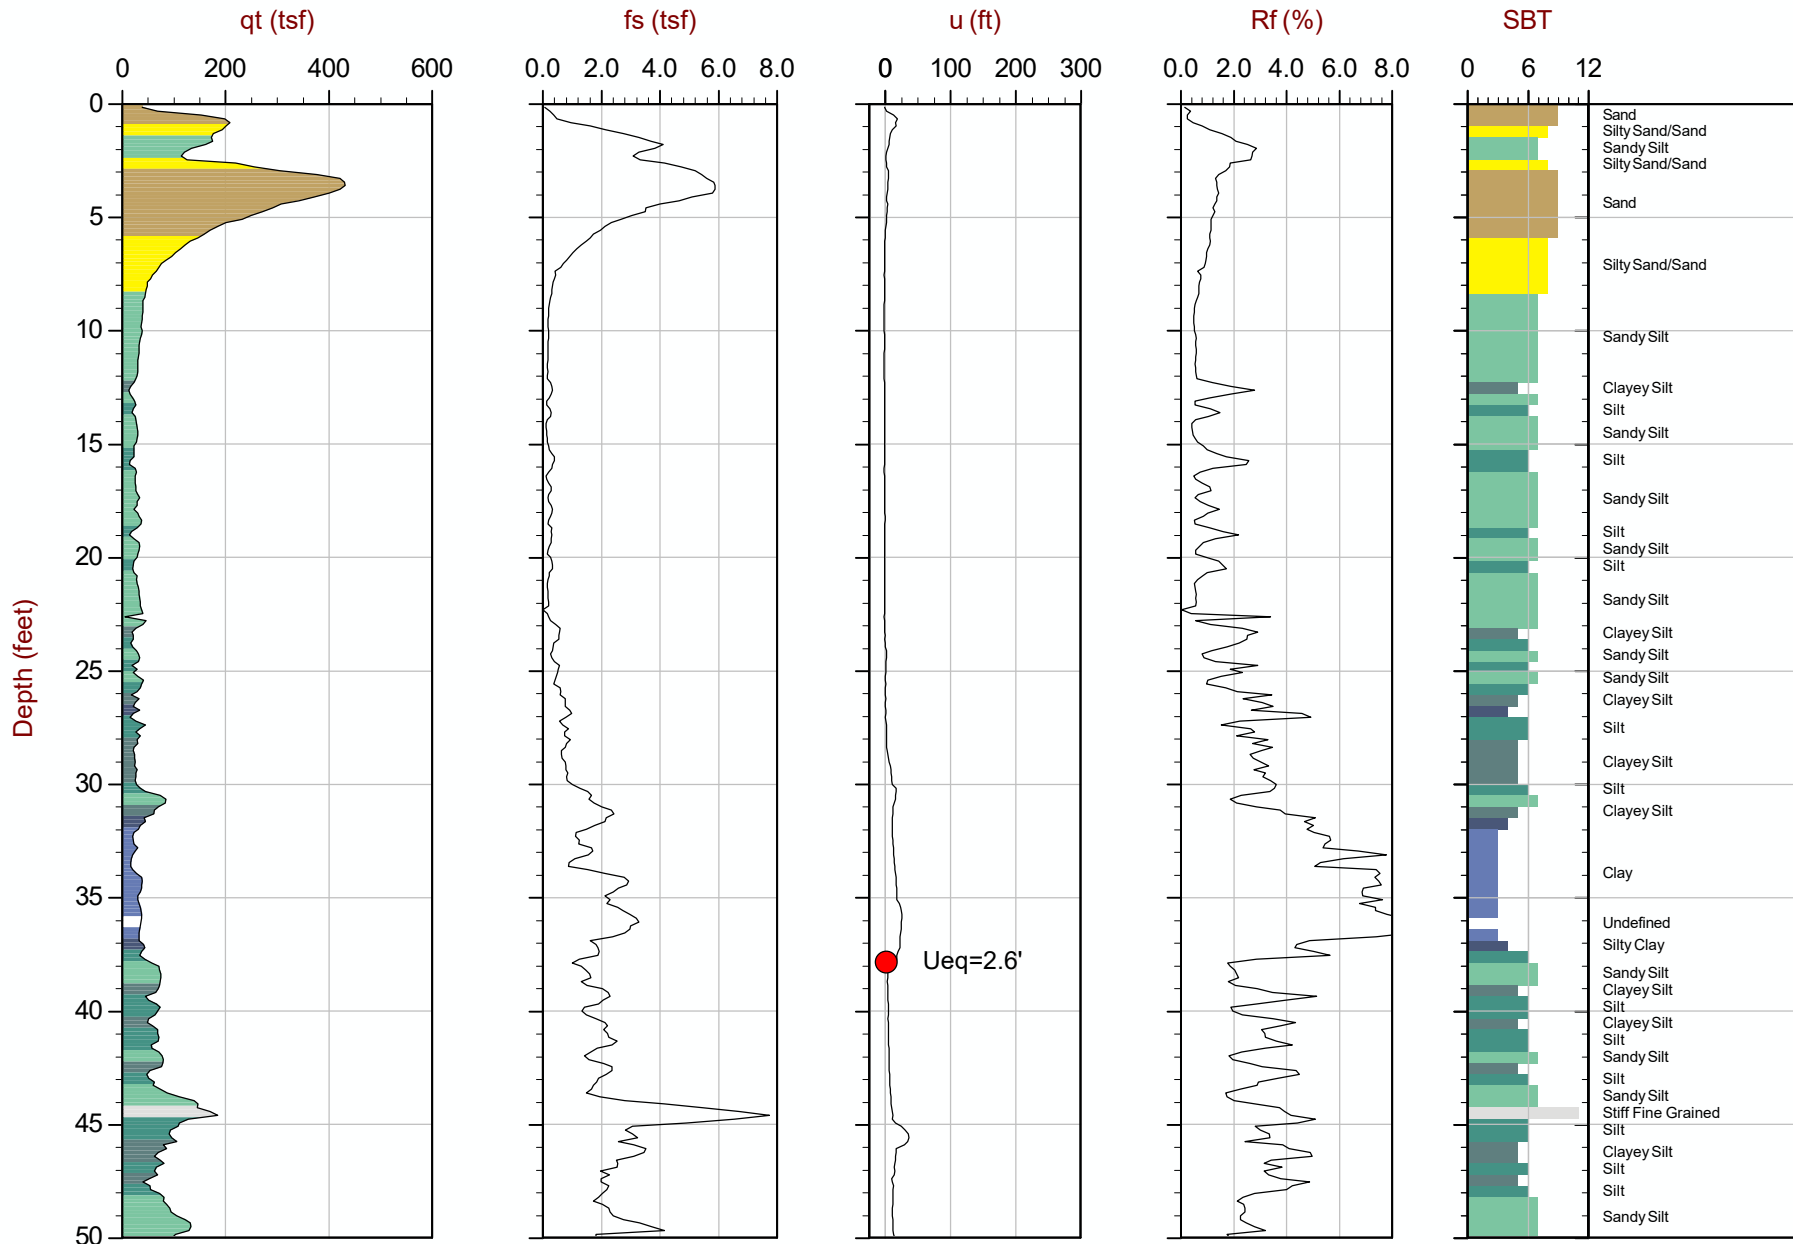 qt (tsf) fs (tsf) u (ft) Rf (%) SBT
0 200 400 600 0.0 2.0 4.0 6.0 8.0 0 100 200 300 0.0 2.0 4.0 6.0 8.0 0 6 12
0
5
10
15
20
25
30
35
40
45
50
Depth (feet)
Ueq=2.6'
Sand
Silty Sand/Sand
Sandy Silt
Silty Sand/Sand
Sand
Silty Sand/Sand
Sandy Silt
Clayey Silt
Silt
Sandy Silt
Silt
Sandy Silt
Silt
Sandy Silt
Silt
Sandy Silt
Clayey Silt
Sandy Silt
Sandy Silt
Clayey Silt
Silt
Clayey Silt
Silt
Clayey Silt
Clay
Undefined
Silty Clay
Sandy Silt
Clayey Silt
Silt
Clayey Silt
Silt
Sandy Silt
Silt
Sandy Silt
Stiff Fine Grained
Silt
Clayey Silt
Silt
Silt
Sandy Silt